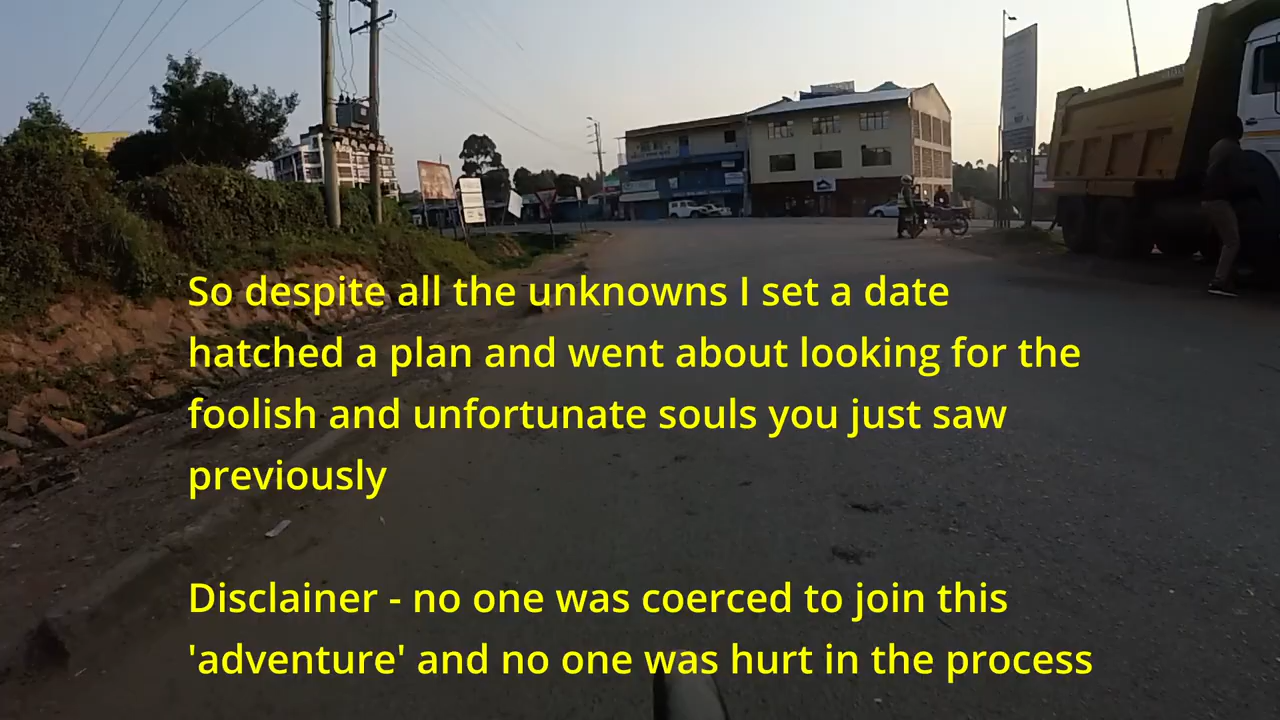 So despite all the unknowns I set a date
hatched a plan and went about looking for the
foolish and unfortunate souls you just saw
previously
Disclainer - no one was coerced to join this
'adventure' and no one was hurt in the process